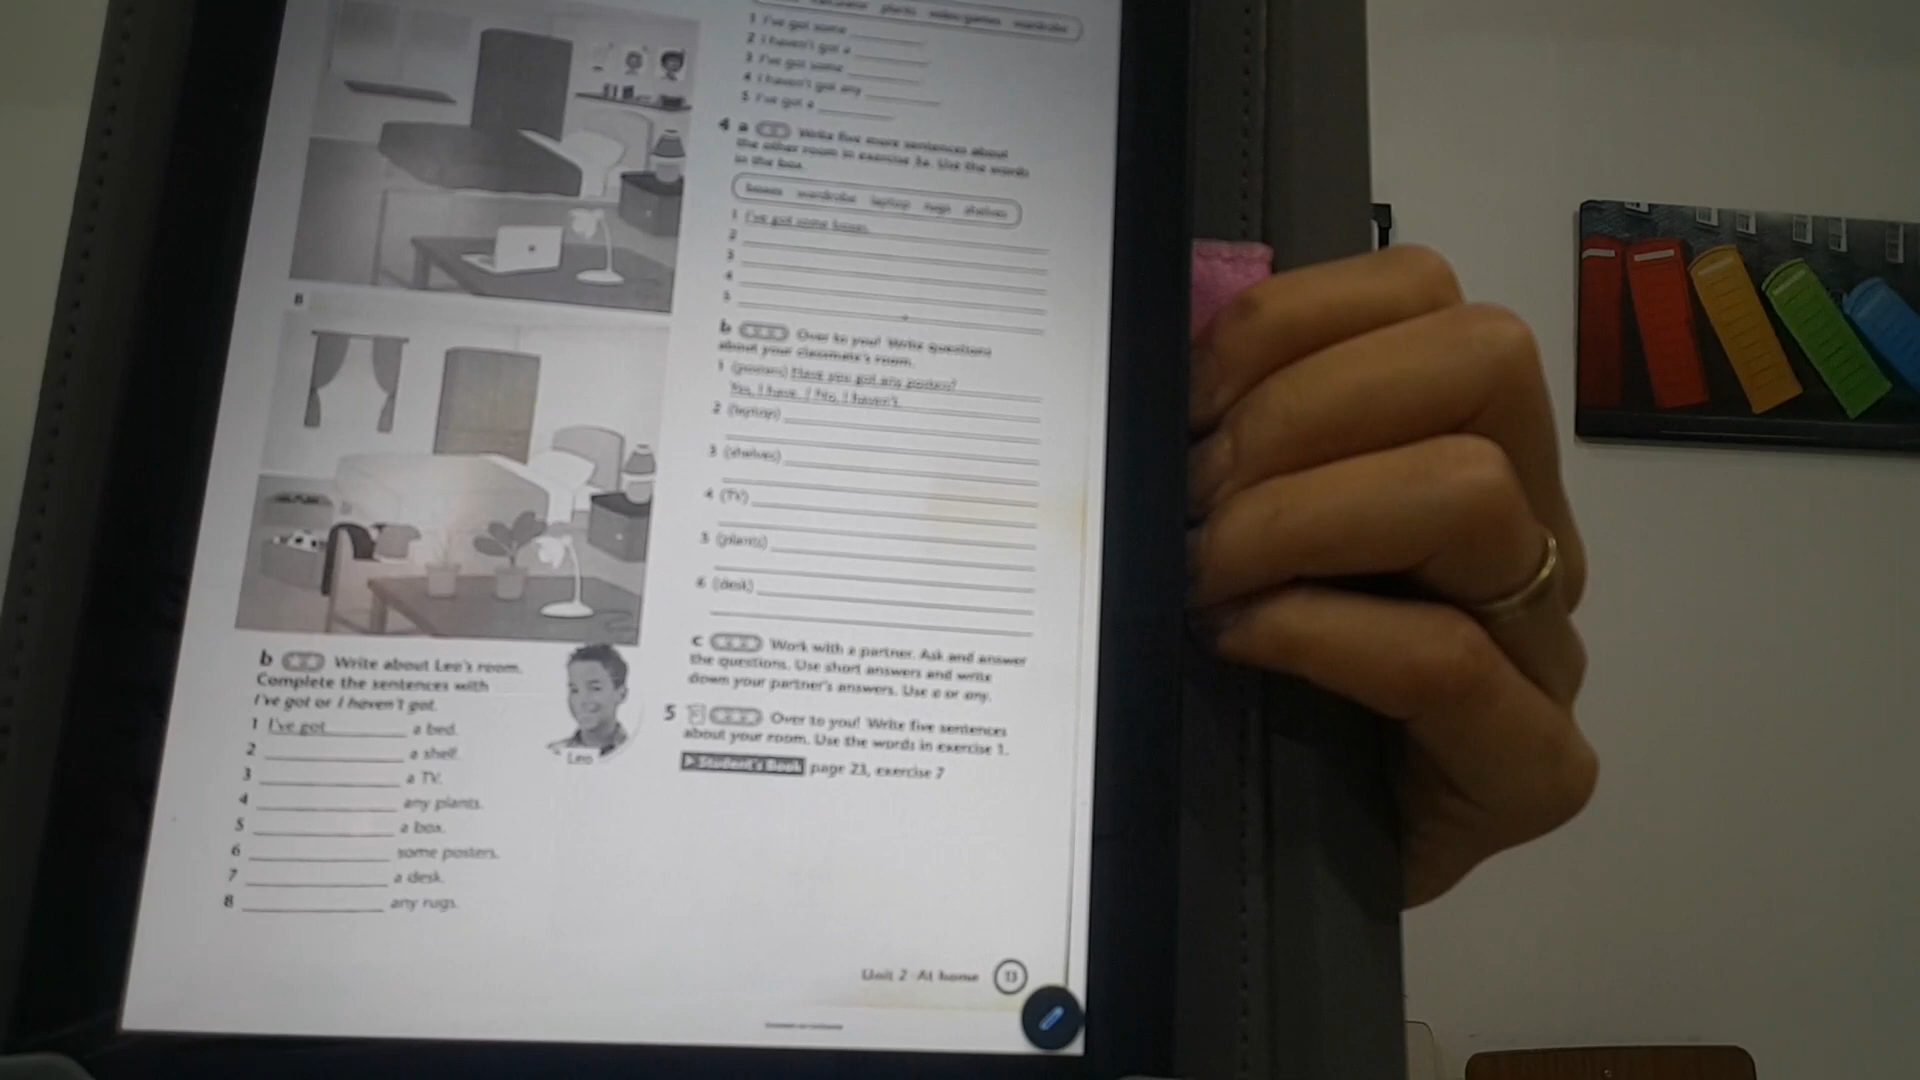 plants video games wardrobe
1 I've got some
2 I haven't got a
3 I've got some
4 I haven't got any
5 I've got a
4 a Write five more sentences about
the other room in exercise 3a. Use the words
in the box.
boxes wardrobe laptop rugs shelves
1 I've got some boxes.
2
3
4
5
b Over to you! Write questions
about your classmate's room.
1 (posters) Have you got any posters?
Yes, I have. / No, I haven't.
2 (laptop)
3 (shelves)
4 (TV)
5 (plants)
6 (desk)
c Work with a partner. Ask and answer
the questions. Use short answers and write
down your partner's answers. Use a or any.
5 Over to you! Write five sentences
about your room. Use the words in exercise 1.
Student's Book page 23, exercise 7
B
b Write about Leo's room.
Complete the sentences with
I've got or I haven't got.
1 I've got a bed.
2 a shelf.
3 a TV.
4 any plants.
5 a box.
6 some posters.
7 a desk.
8 any rugs.
Leo
Unit 2 At home 13